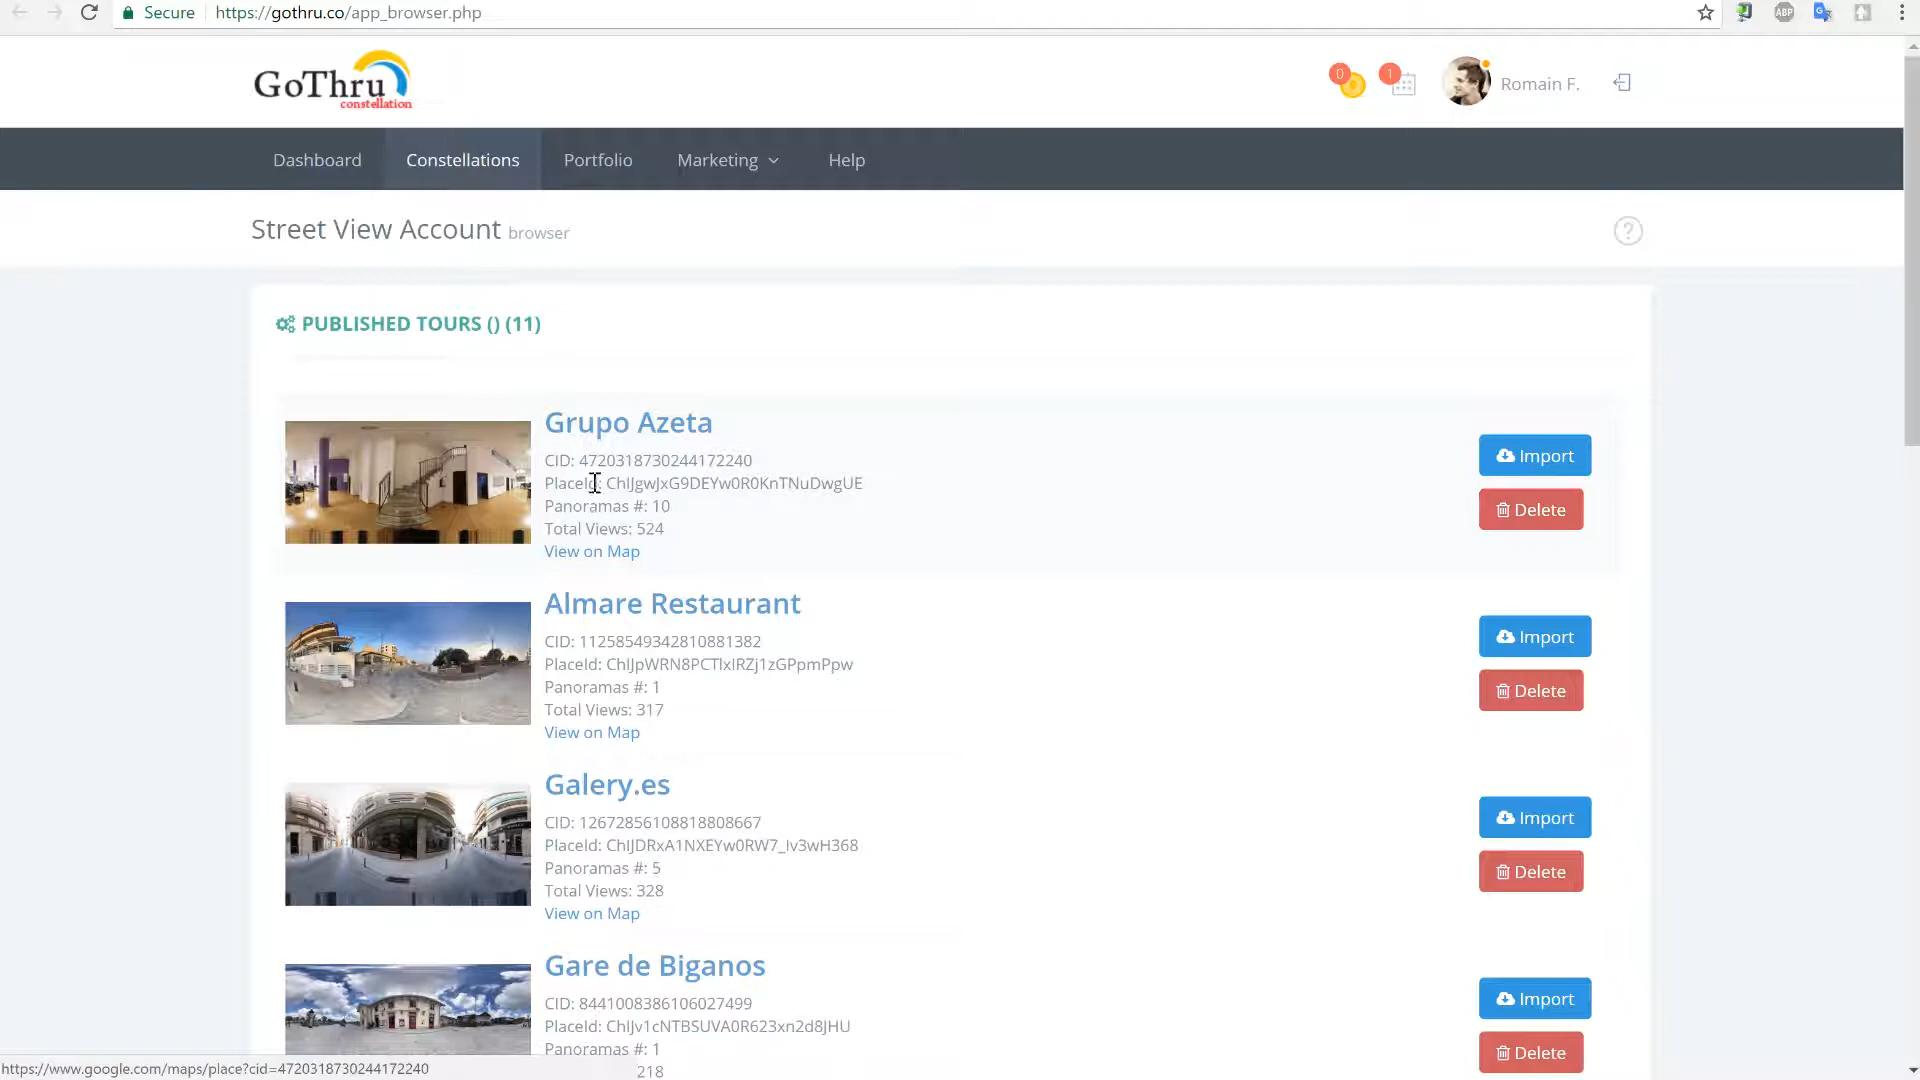 Secure
https://gothru.co/app_browser.php
ABP
GoThru
constellation
0
1
Romain F.
Dashboard
Constellations
Portfolio
Marketing
Help
Street View Account browser
?
PUBLISHED TOURS () (11)
Grupo Azeta
CID: 4720318730244172240
PlaceId: ChIJgwJxG9DEYw0R0KnTNuDwgUE
Panoramas #: 10
Total Views: 524
View on Map
Import
Delete
Almare Restaurant
CID: 11258549342810881382
PlaceId: ChIJpWRN8PCTlxIRZj1zGPpmPpw
Panoramas #: 1
Total Views: 317
View on Map
Import
Delete
Galery.es
CID: 12672856108818808667
PlaceId: ChIJDRxA1NXEYw0RW7_Iv3wH368
Panoramas #: 5
Total Views: 328
View on Map
Import
Delete
Gare de Biganos
CID: 8441008386106027499
PlaceId: ChIJv1cNTBSUVA0R623xn2d8JHU
Panoramas #: 1
218
Import
Delete
https://www.google.com/maps/place?cid=4720318730244172240